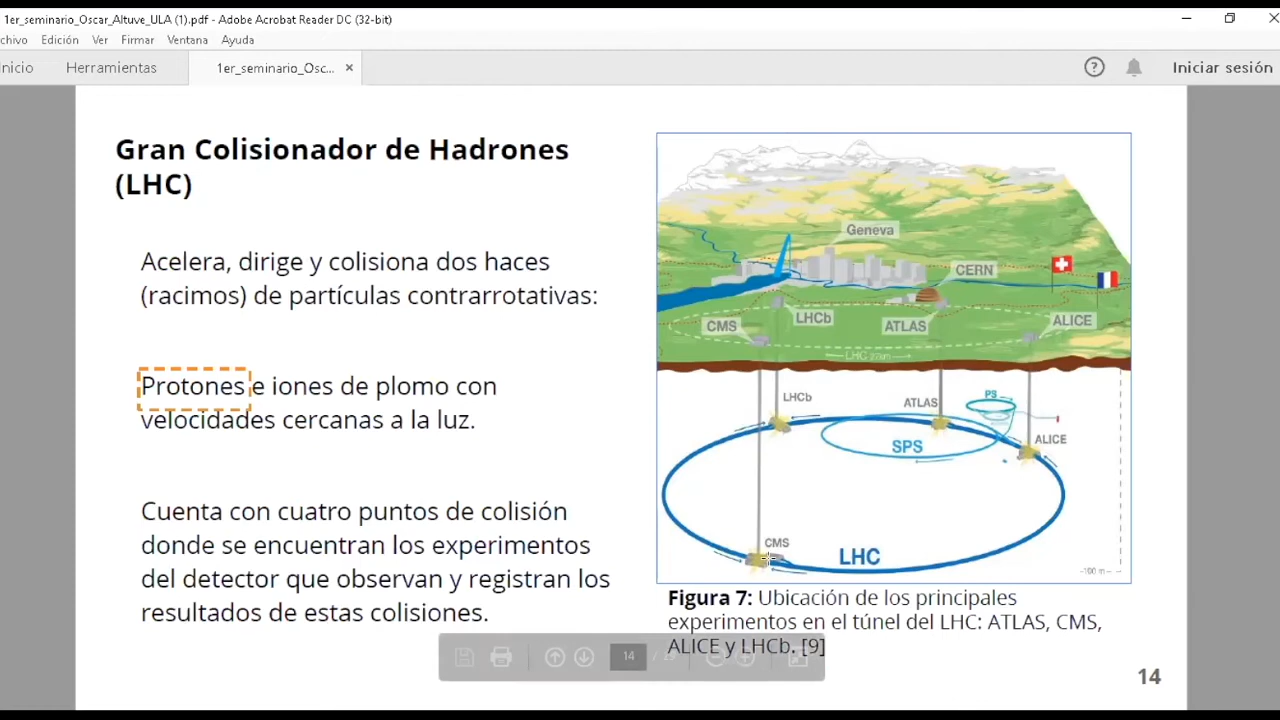 1er_seminario_Oscar_Altuve_ULA (1).pdf - Adobe Acrobat Reader DC (32-bit)
chivo Edición Ver Firmar Ventana Ayuda
nicio Herramientas 1er_seminario_Osc... × Iniciar sesión
Gran Colisionador de Hadrones
(LHC)
Acelera, dirige y colisiona dos haces
(racimos) de partículas contrarrotativas:
Protones e iones de plomo con
velocidades cercanas a la luz.
Cuenta con cuatro puntos de colisión
donde se encuentran los experimentos
del detector que observan y registran los
resultados de estas colisiones.
Geneva
CERN
CMS
LHCb
ATLAS
ALICE
LHC 27km
LHCb
ATLAS
PS
ALICE
SPS
CMS
LHC
-100 m
Figura 7: Ubicación de los principales
experimentos en el túnel del LHC: ATLAS, CMS,
ALICE y LHCb. [9]
14 /
14